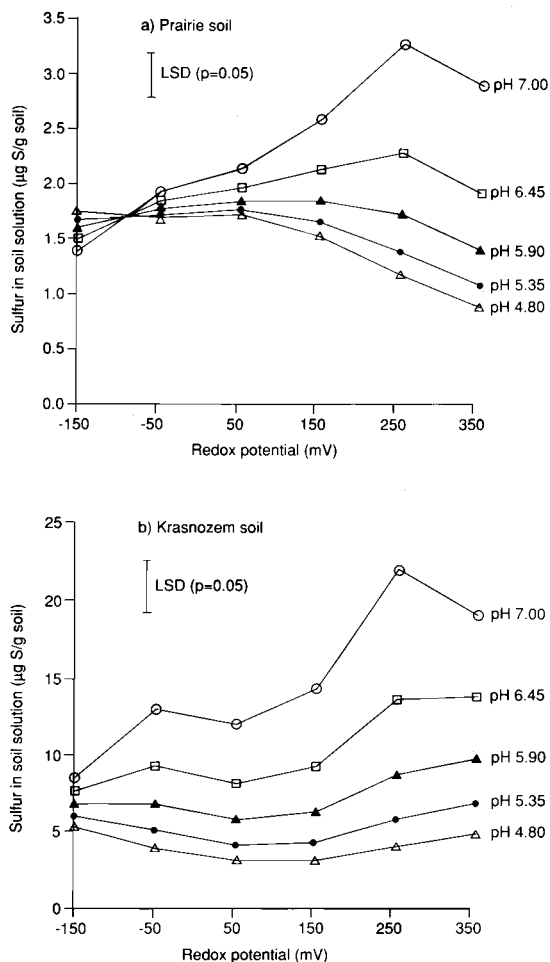 a) Prairie soil
LSD (p=0.05)
Sulfur in soil solution (µg S/g soil)
3.5
3.0
2.5
2.0
1.5
1.0
0.5
0.0
pH 7.00
pH 6.45
pH 5.90
pH 5.35
pH 4.80
-150 -50 50 150 250 350
Redox potential (mV)
b) Krasnozem soil
LSD (p=0.05)
Sulfur in soil solution (µg S/g soil)
25
20
15
10
5
0
pH 7.00
pH 6.45
pH 5.90
pH 5.35
pH 4.80
-150 -50 50 150 250 350
Redox potential (mV)